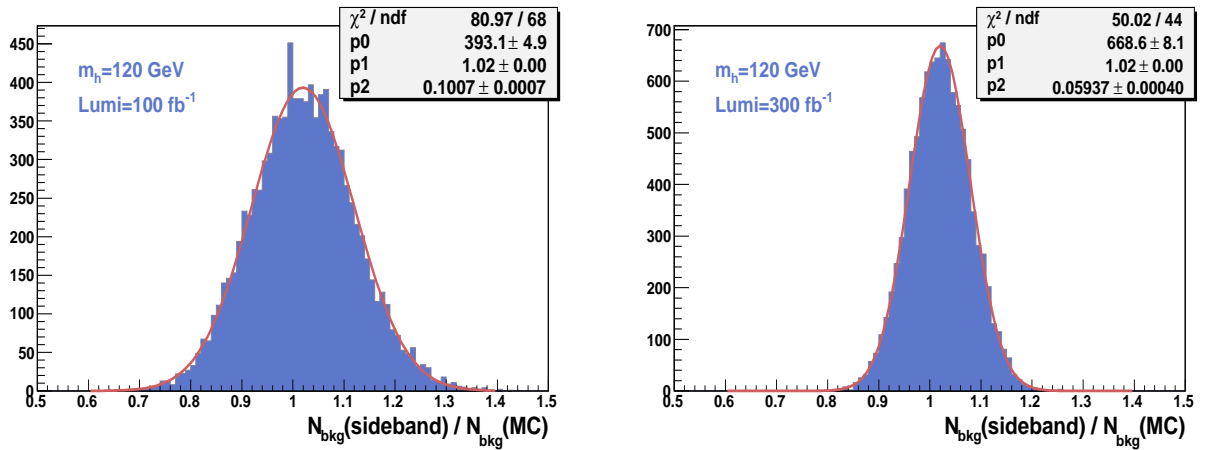 χ² / ndf 80.97 / 68
p0 393.1 ± 4.9
p1 1.02 ± 0.00
p2 0.1007 ± 0.0007
m_h=120 GeV
Lumi=100 fb⁻¹
450
400
350
300
250
200
150
100
50
0
0.5 0.6 0.7 0.8 0.9 1 1.1 1.2 1.3 1.4 1.5
N_bkg(sideband) / N_bkg(MC)
χ² / ndf 50.02 / 44
p0 668.6 ± 8.1
p1 1.02 ± 0.00
p2 0.05937 ± 0.00040
m_h=120 GeV
Lumi=300 fb⁻¹
700
600
500
400
300
200
100
0
0.5 0.6 0.7 0.8 0.9 1 1.1 1.2 1.3 1.4 1.5
N_bkg(sideband) / N_bkg(MC)